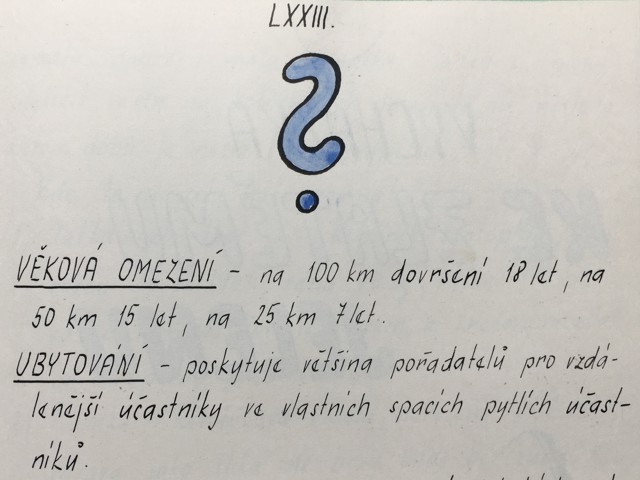 LXXIII.
?
VĚKOVÁ OMEZENÍ - na 100 km dovršení 18 let, na
50 km 15 let, na 25 km 7 let.
UBYTOVÁNÍ - poskytuje většina pořadatelů pro vzdá-
lenější účastníky ve vlastních spacích pytlích účast-
níků.